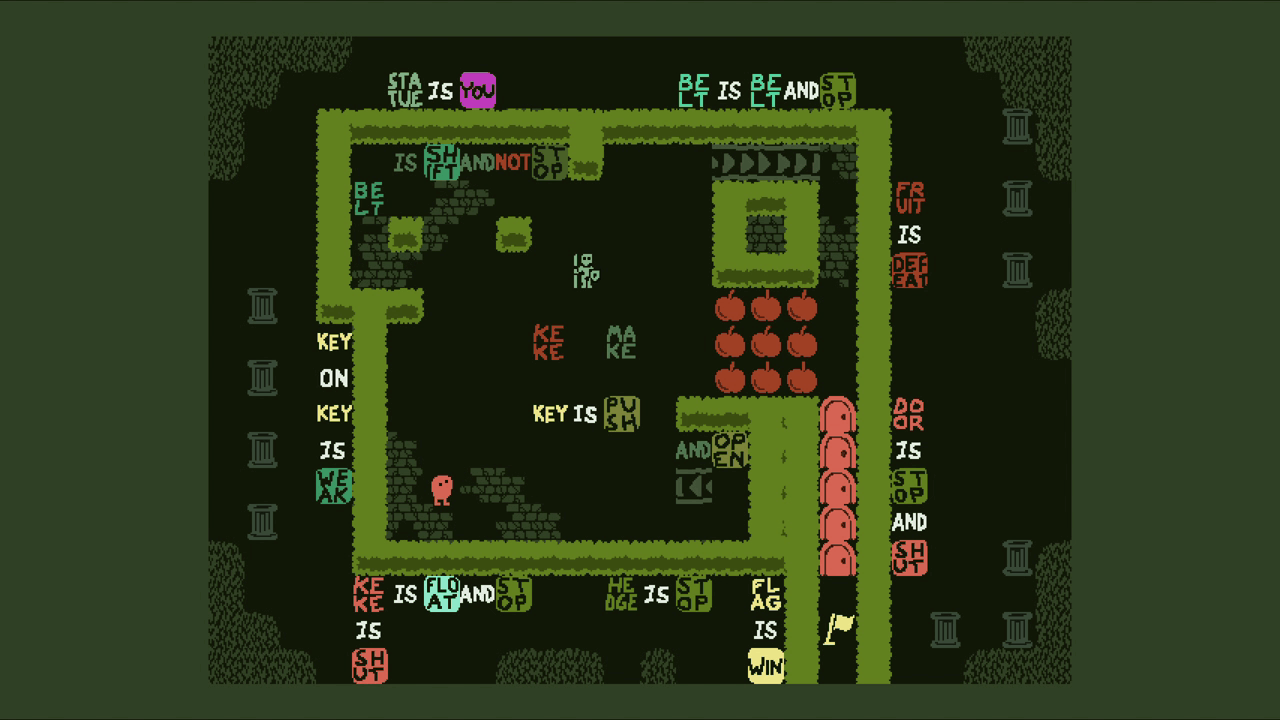 STATUE IS YOU
BELT IS BELT AND STOP
IS SHIFT AND NOT STOP
BELT
FRUIT IS DEFEAT
KEY ON KEY IS WEAK
KEKE
MAKE
KEY IS PUSH
AND OPEN
DOOR IS STOP AND SHUT
KEKE IS FLOAT AND STOP
IS
SHUT
HEDGE IS STOP
FLAG IS WIN